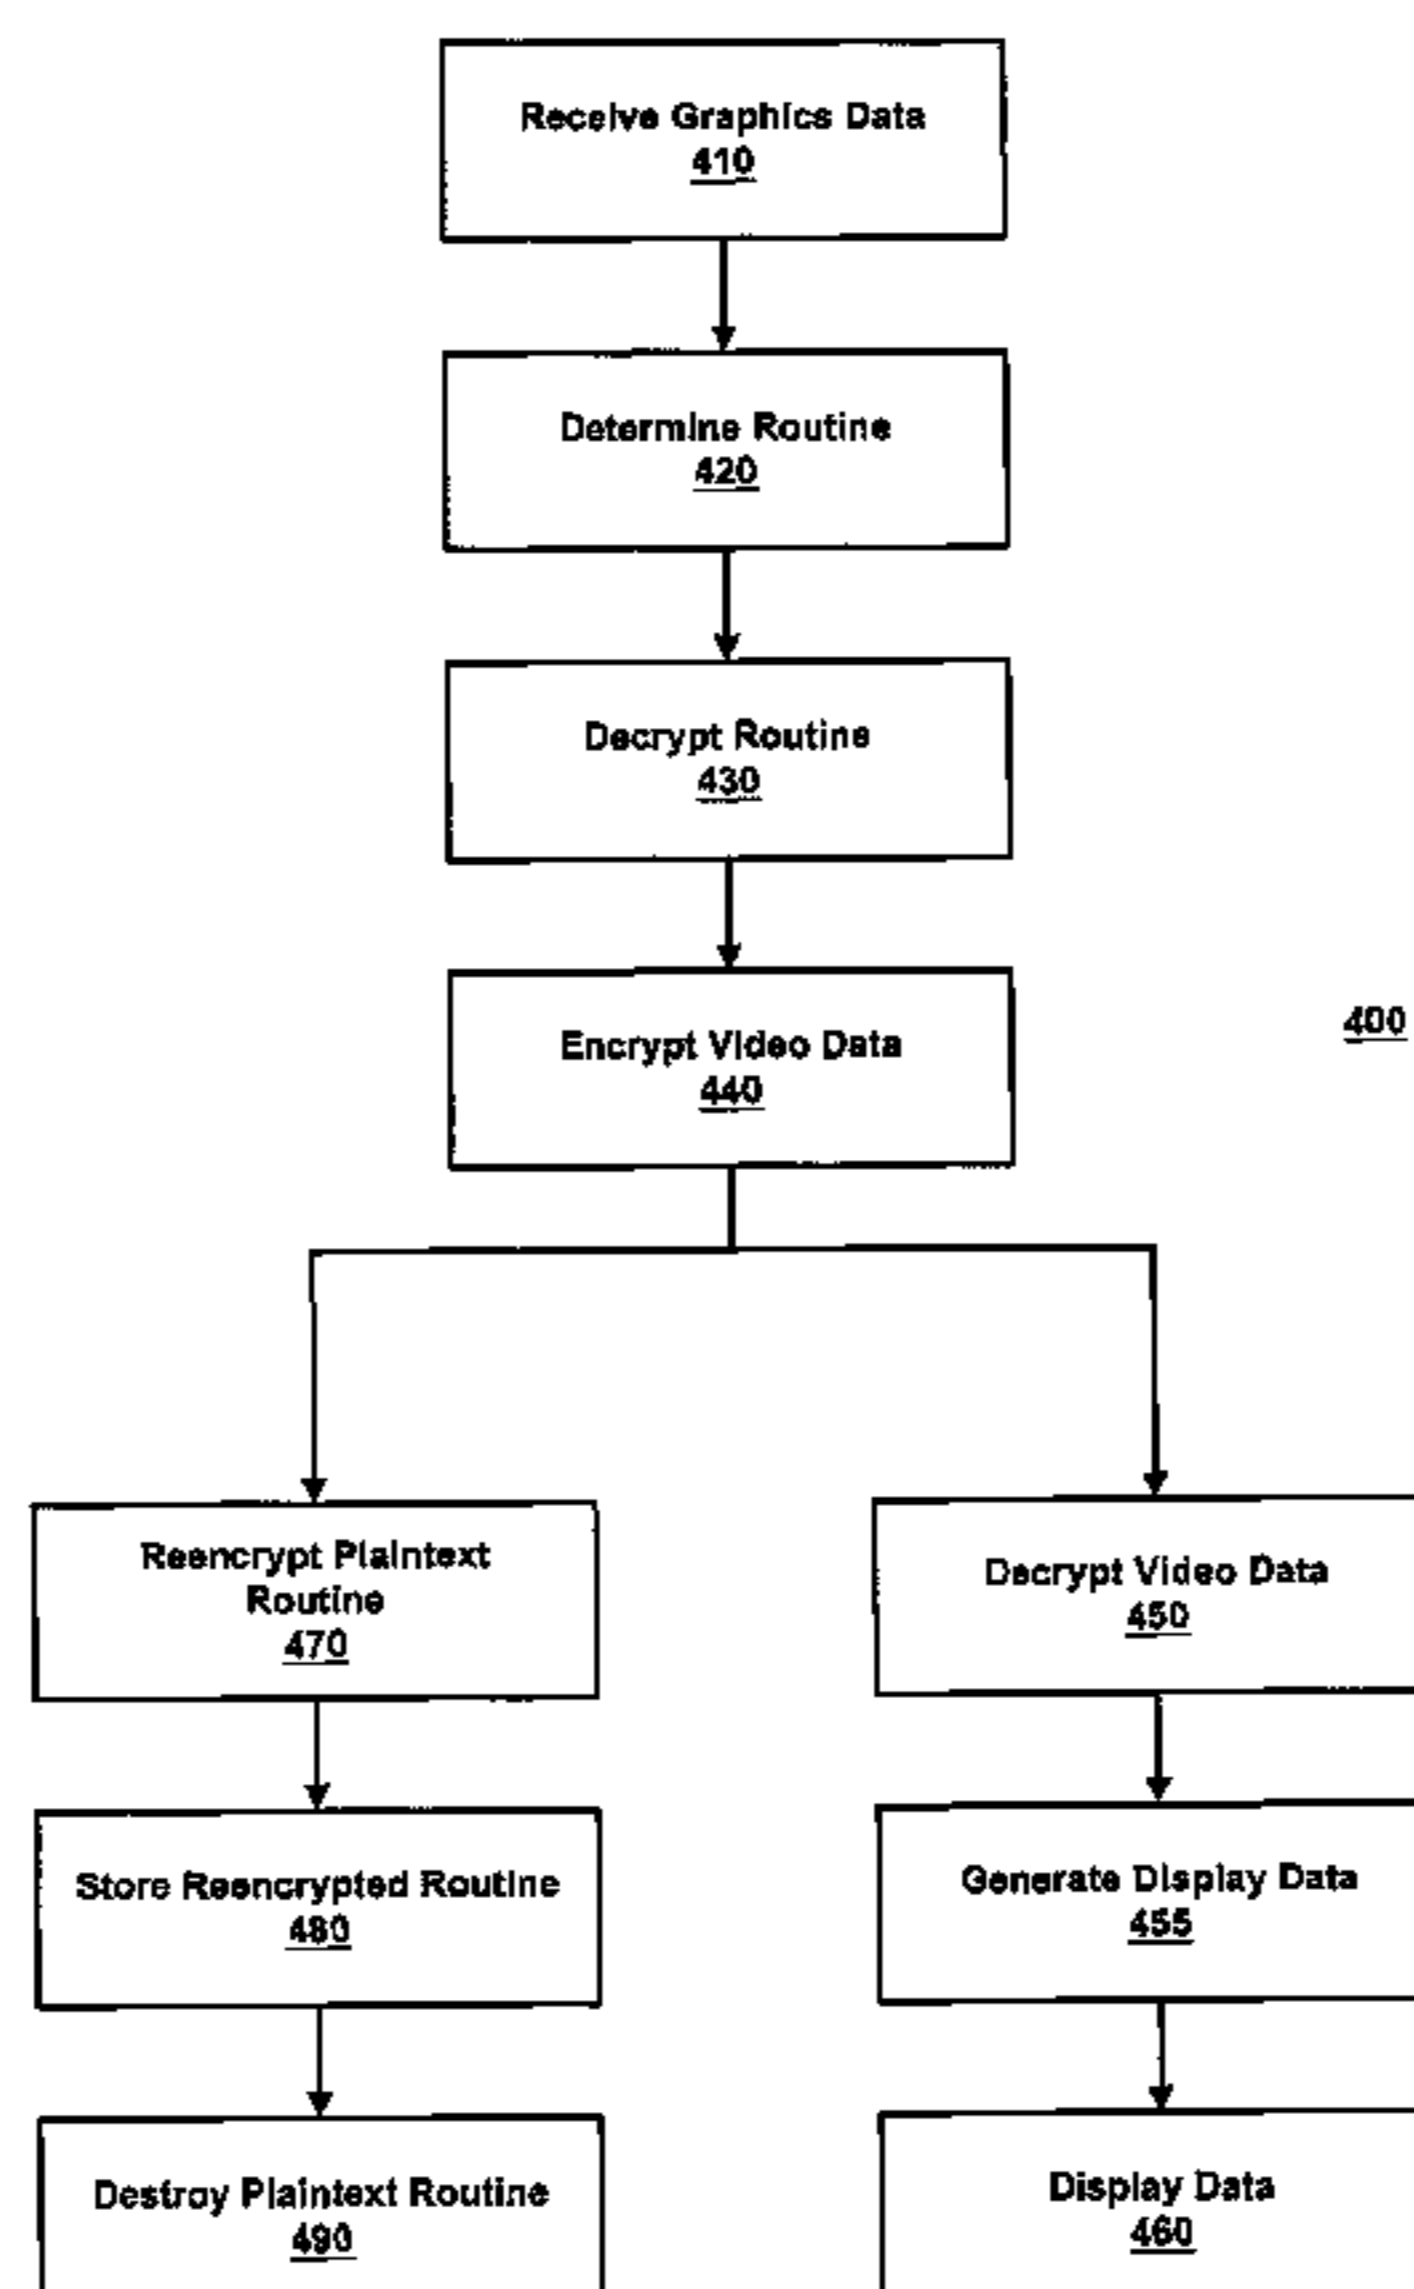 Receive Graphics Data
410
Determine Routine
420
Decrypt Routine
430
Encrypt Video Data
440
400
Reencrypt Plaintext
Routine
470
Decrypt Video Data
450
Store Reencrypted Routine
480
Generate Display Data
455
Destroy Plaintext Routine
490
Display Data
460